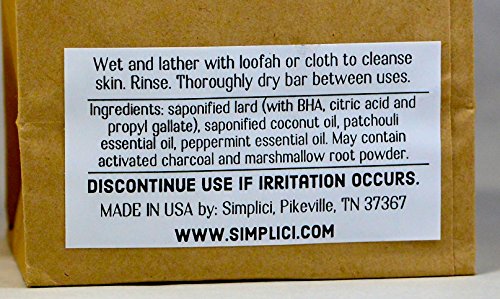 Wet and lather with loofah or cloth to cleanse
skin. Rinse. Thoroughly dry bar between uses.
Ingredients: saponified lard (with BHA, citric acid and
propyl gallate), saponified coconut oil, patchouli
essential oil, peppermint essential oil. May contain
activated charcoal and marshmallow root powder.
DISCONTINUE USE IF IRRITATION OCCURS.
MADE IN USA by: Simplici, Pikeville, TN 37367
WWW.SIMPLICI.COM